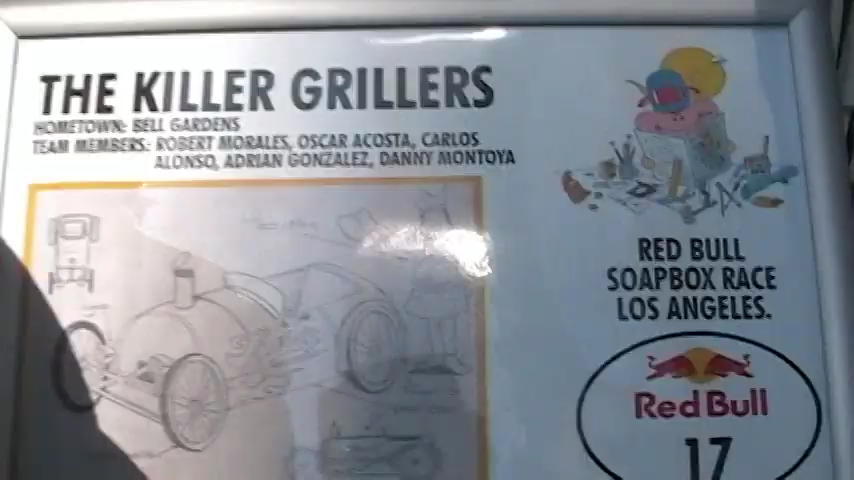 THE KILLER GRILLERS
HOMETOWN: BELL GARDENS
TEAM MEMBERS: ROBERT MORALES, OSCAR ACOSTA, CARLOS
ALONSO, ADRIAN GONZALEZ, DANNY MONTOYA
RED BULL
SOAPBOX RACE
LOS ANGELES.
Red Bull
17